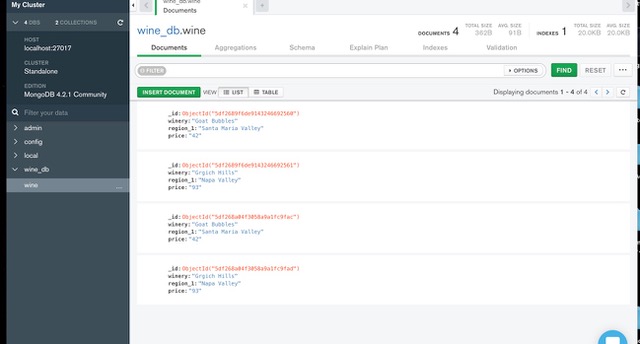 My Cluster
4 DBS 2 COLLECTIONS
HOST
localhost:27017
CLUSTER
Standalone
EDITION
MongoDB 4.2.1 Community
Filter your data
admin
config
local
wine_db
wine
...
wine_db.wine
Documents
wine_db.wine
DOCUMENTS 4 TOTAL SIZE 362B AVG. SIZE 91B INDEXES 1 TOTAL SIZE 20.0KB AVG. SIZE 20.0KB
Documents Aggregations Schema Explain Plan Indexes Validation
FILTER OPTIONS FIND RESET ...
INSERT DOCUMENT VIEW LIST TABLE Displaying documents 1 - 4 of 4
_id:ObjectId("5df2689f6de9143246692560")
winery:"Goat Bubbles"
region_1:"Santa Maria Valley"
price:"42"
_id:ObjectId("5df2689f6de9143246692561")
winery:"Grgich Hills"
region_1:"Napa Valley"
price:"93"
_id:ObjectId("5df268a04f3058a9a1fc9fac")
winery:"Goat Bubbles"
region_1:"Santa Maria Valley"
price:"42"
_id:ObjectId("5df268a04f3058a9a1fc9fad")
winery:"Grgich Hills"
region_1:"Napa Valley"
price:"93"